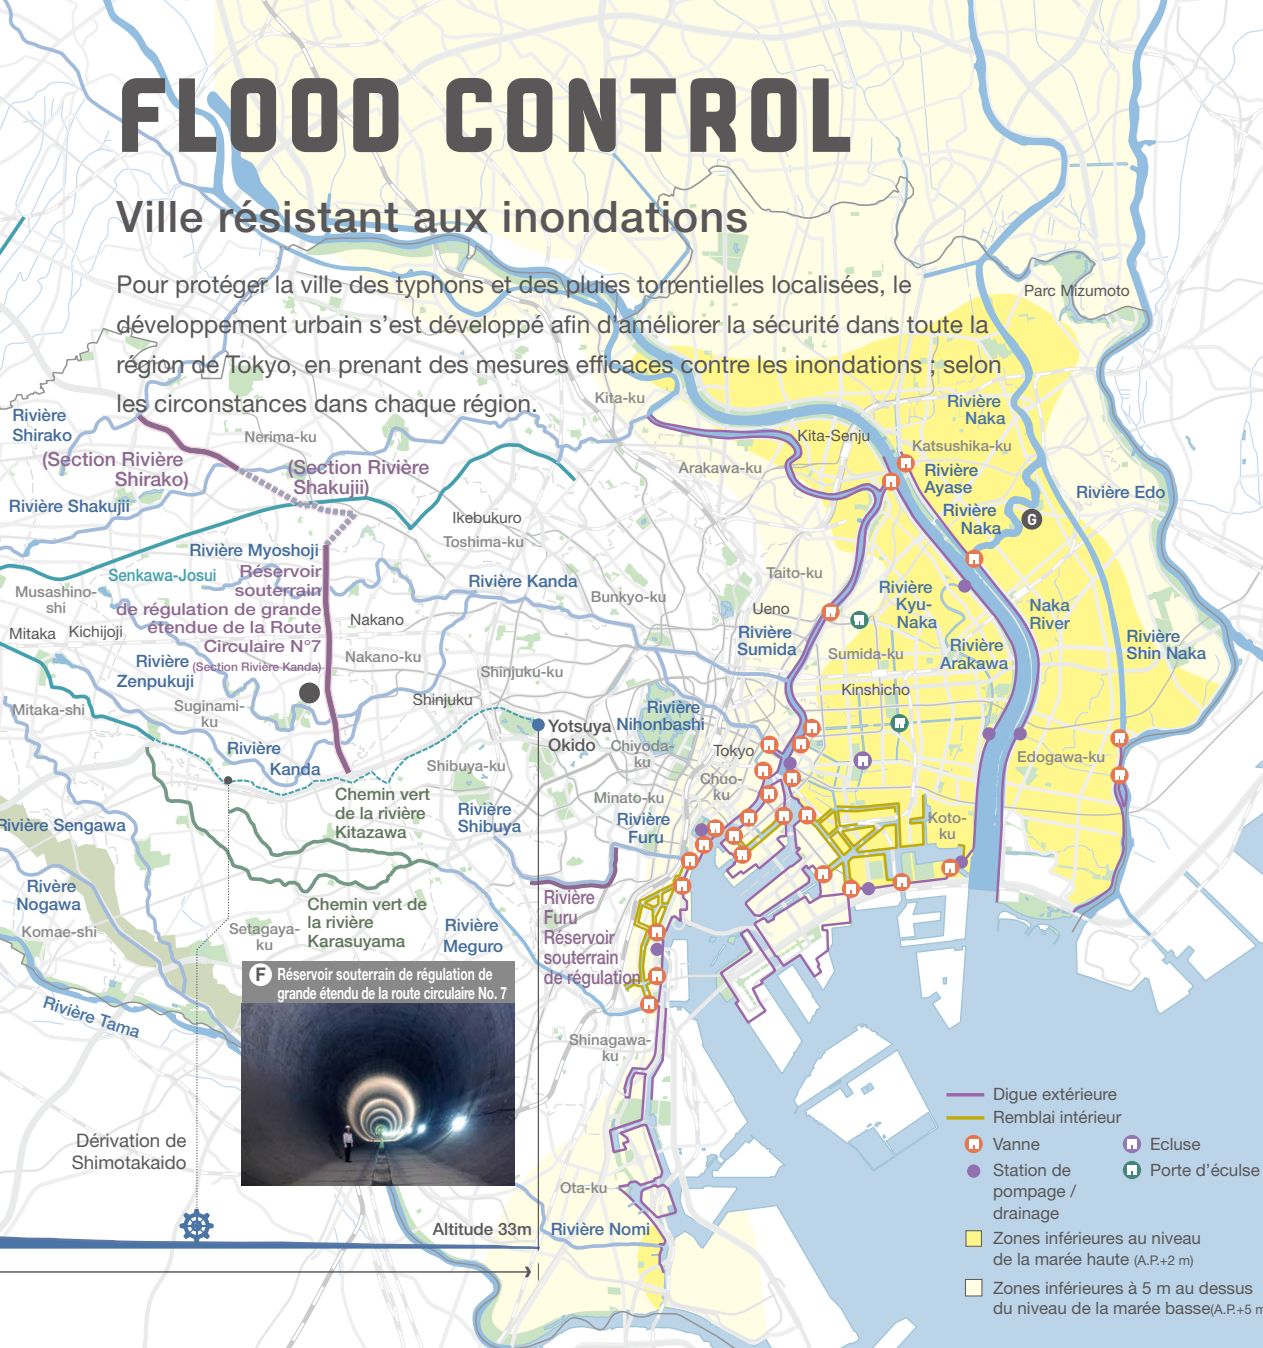 FLOOD CONTROL
Ville résistant aux inondations
Pour protéger la ville des typhons et des pluies torrentielles localisées, le
développement urbain s’est développé afin d’améliorer la sécurité dans toute la
région de Tokyo, en prenant des mesures efficaces contre les inondations ; selon
les circonstances dans chaque région.
Parc Mizumoto
Kita-ku
Rivière
Naka
Rivière
Shirako
Nerima-ku
Kita-Senju
Katsushika-ku
(Section Rivière
Shirako)
(Section Rivière
Shakujii)
Arakawa-ku
Rivière
Ayase
Rivière Edo
Rivière Shakujii
Ikebukuro
Toshima-ku
Rivière
Naka
G
Rivière Myoshoji
Senkawa-Josui
Réservoir
souterrain
de régulation de grande
étendue de la Route
Circulaire N°7
(Section Rivière Kanda)
Rivière Kanda
Taito-ku
Musashino-
shi
Bunkyo-ku
Rivière
Kyu-
Naka
Ueno
Naka
River
Mitaka
Kichijoji
Nakano
Rivière
Sumida
Rivière
Shin Naka
Nakano-ku
Sumida-ku
Rivière
Arakawa
Rivière
Zenpukuji
Shinjuku-ku
Kinshicho
Mitaka-shi
Suginami-
ku
Shinjuku
Rivière
Nihonbashi
Yotsuya
Okido
Chiyoda-
ku
Tokyo
Rivière
Kanda
Edogawa-ku
Shibuya-ku
Chuo-
ku
Chemin vert
de la rivière
Kitazawa
Minato-ku
Rivière
Shibuya
Rivière
Furu
Koto-
ku
Rivière Sengawa
Rivère
Nogawa
Rivière
Furu
Réservoir
souterrain
de régulation
Chemin vert de
la rivière
Karasuyama
Komae-shi
Setagaya-
ku
Rivière
Meguro
F Réservoir souterrain de régulation de
grande étendu de la route circulaire No. 7
Rivière Tama
Shinagawa-
ku
Dérivation de
Shimotakaido
Ota-ku
Altitude 33m
Rivière Nomi
Digue extérieure
Remblai intérieur
Vanne
Ecluse
Station de
pompage /
drainage
Porte d’éculse
Zones inférieures au niveau
de la marée haute (A.P.+2 m)
Zones inférieures à 5 m au dessus
du niveau de la marée basse(A.P.+5 m